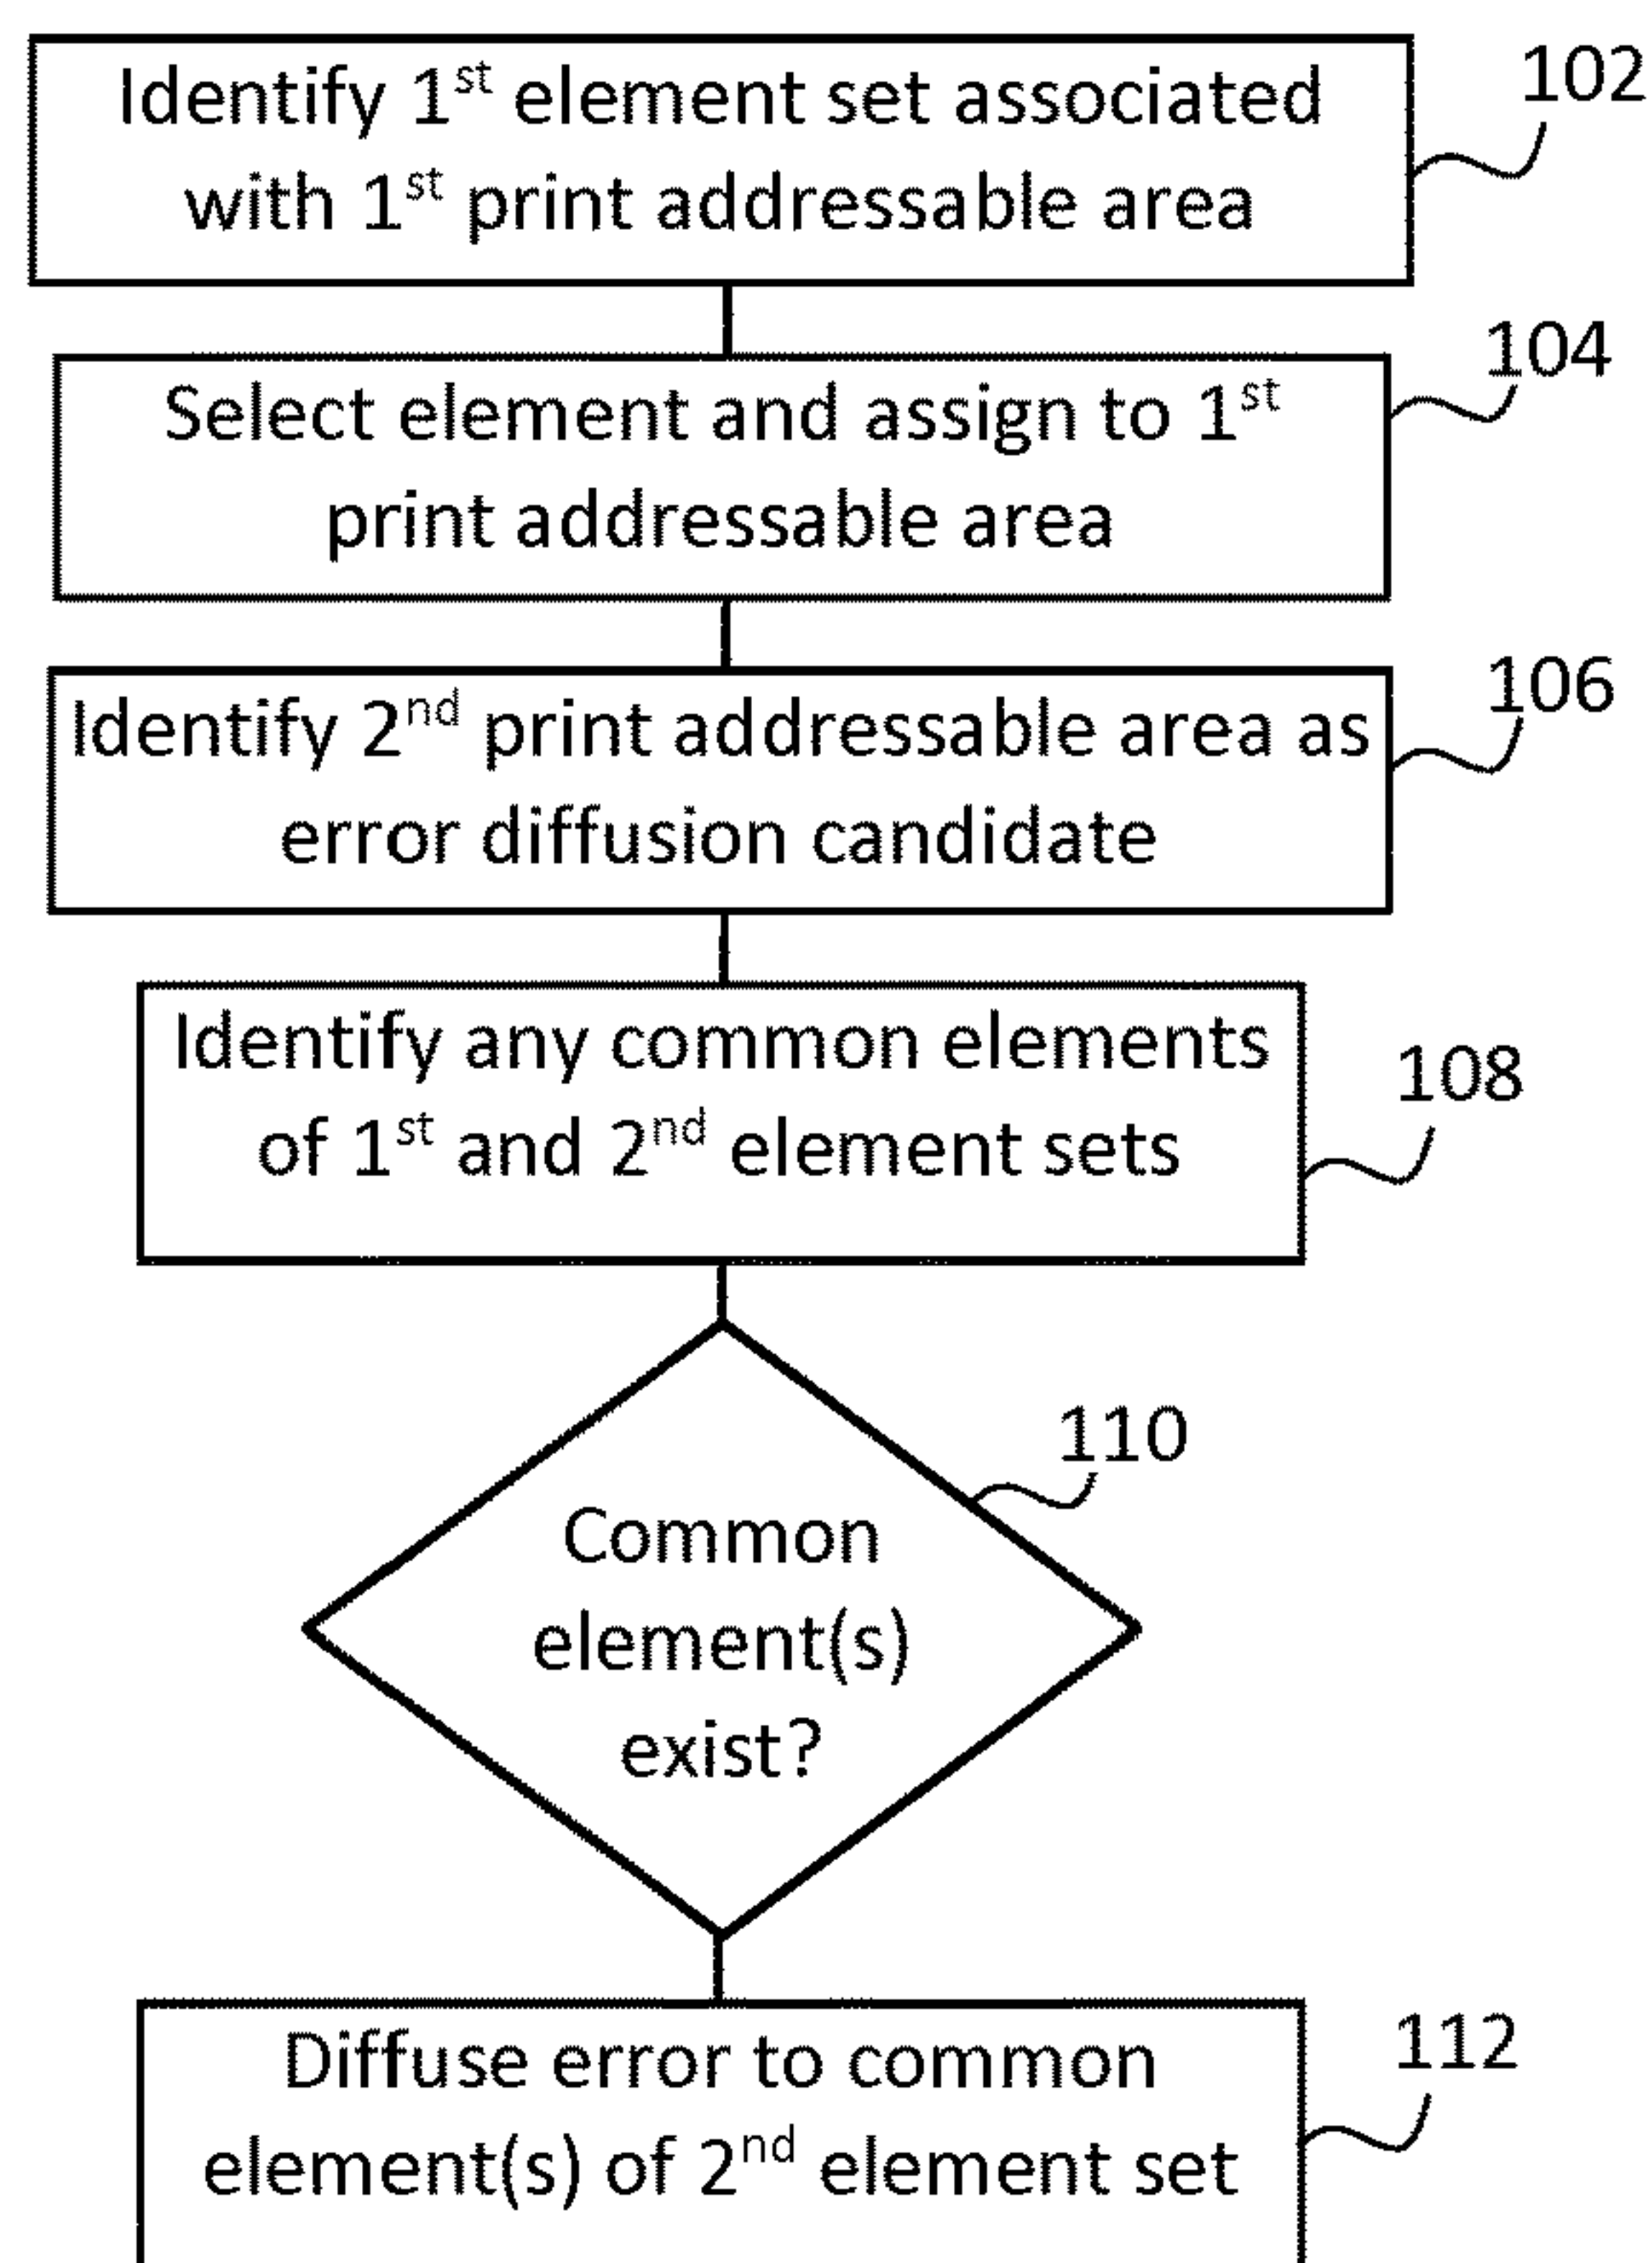 Identify 1st element set associated
with 1st print addressable area
102
Select element and assign to 1st
print addressable area
104
Identify 2nd print addressable area as
error diffusion candidate
106
Identify any common elements
of 1st and 2nd element sets
108
110
Common
element(s)
exist?
Diffuse error to common
element(s) of 2nd element set
112